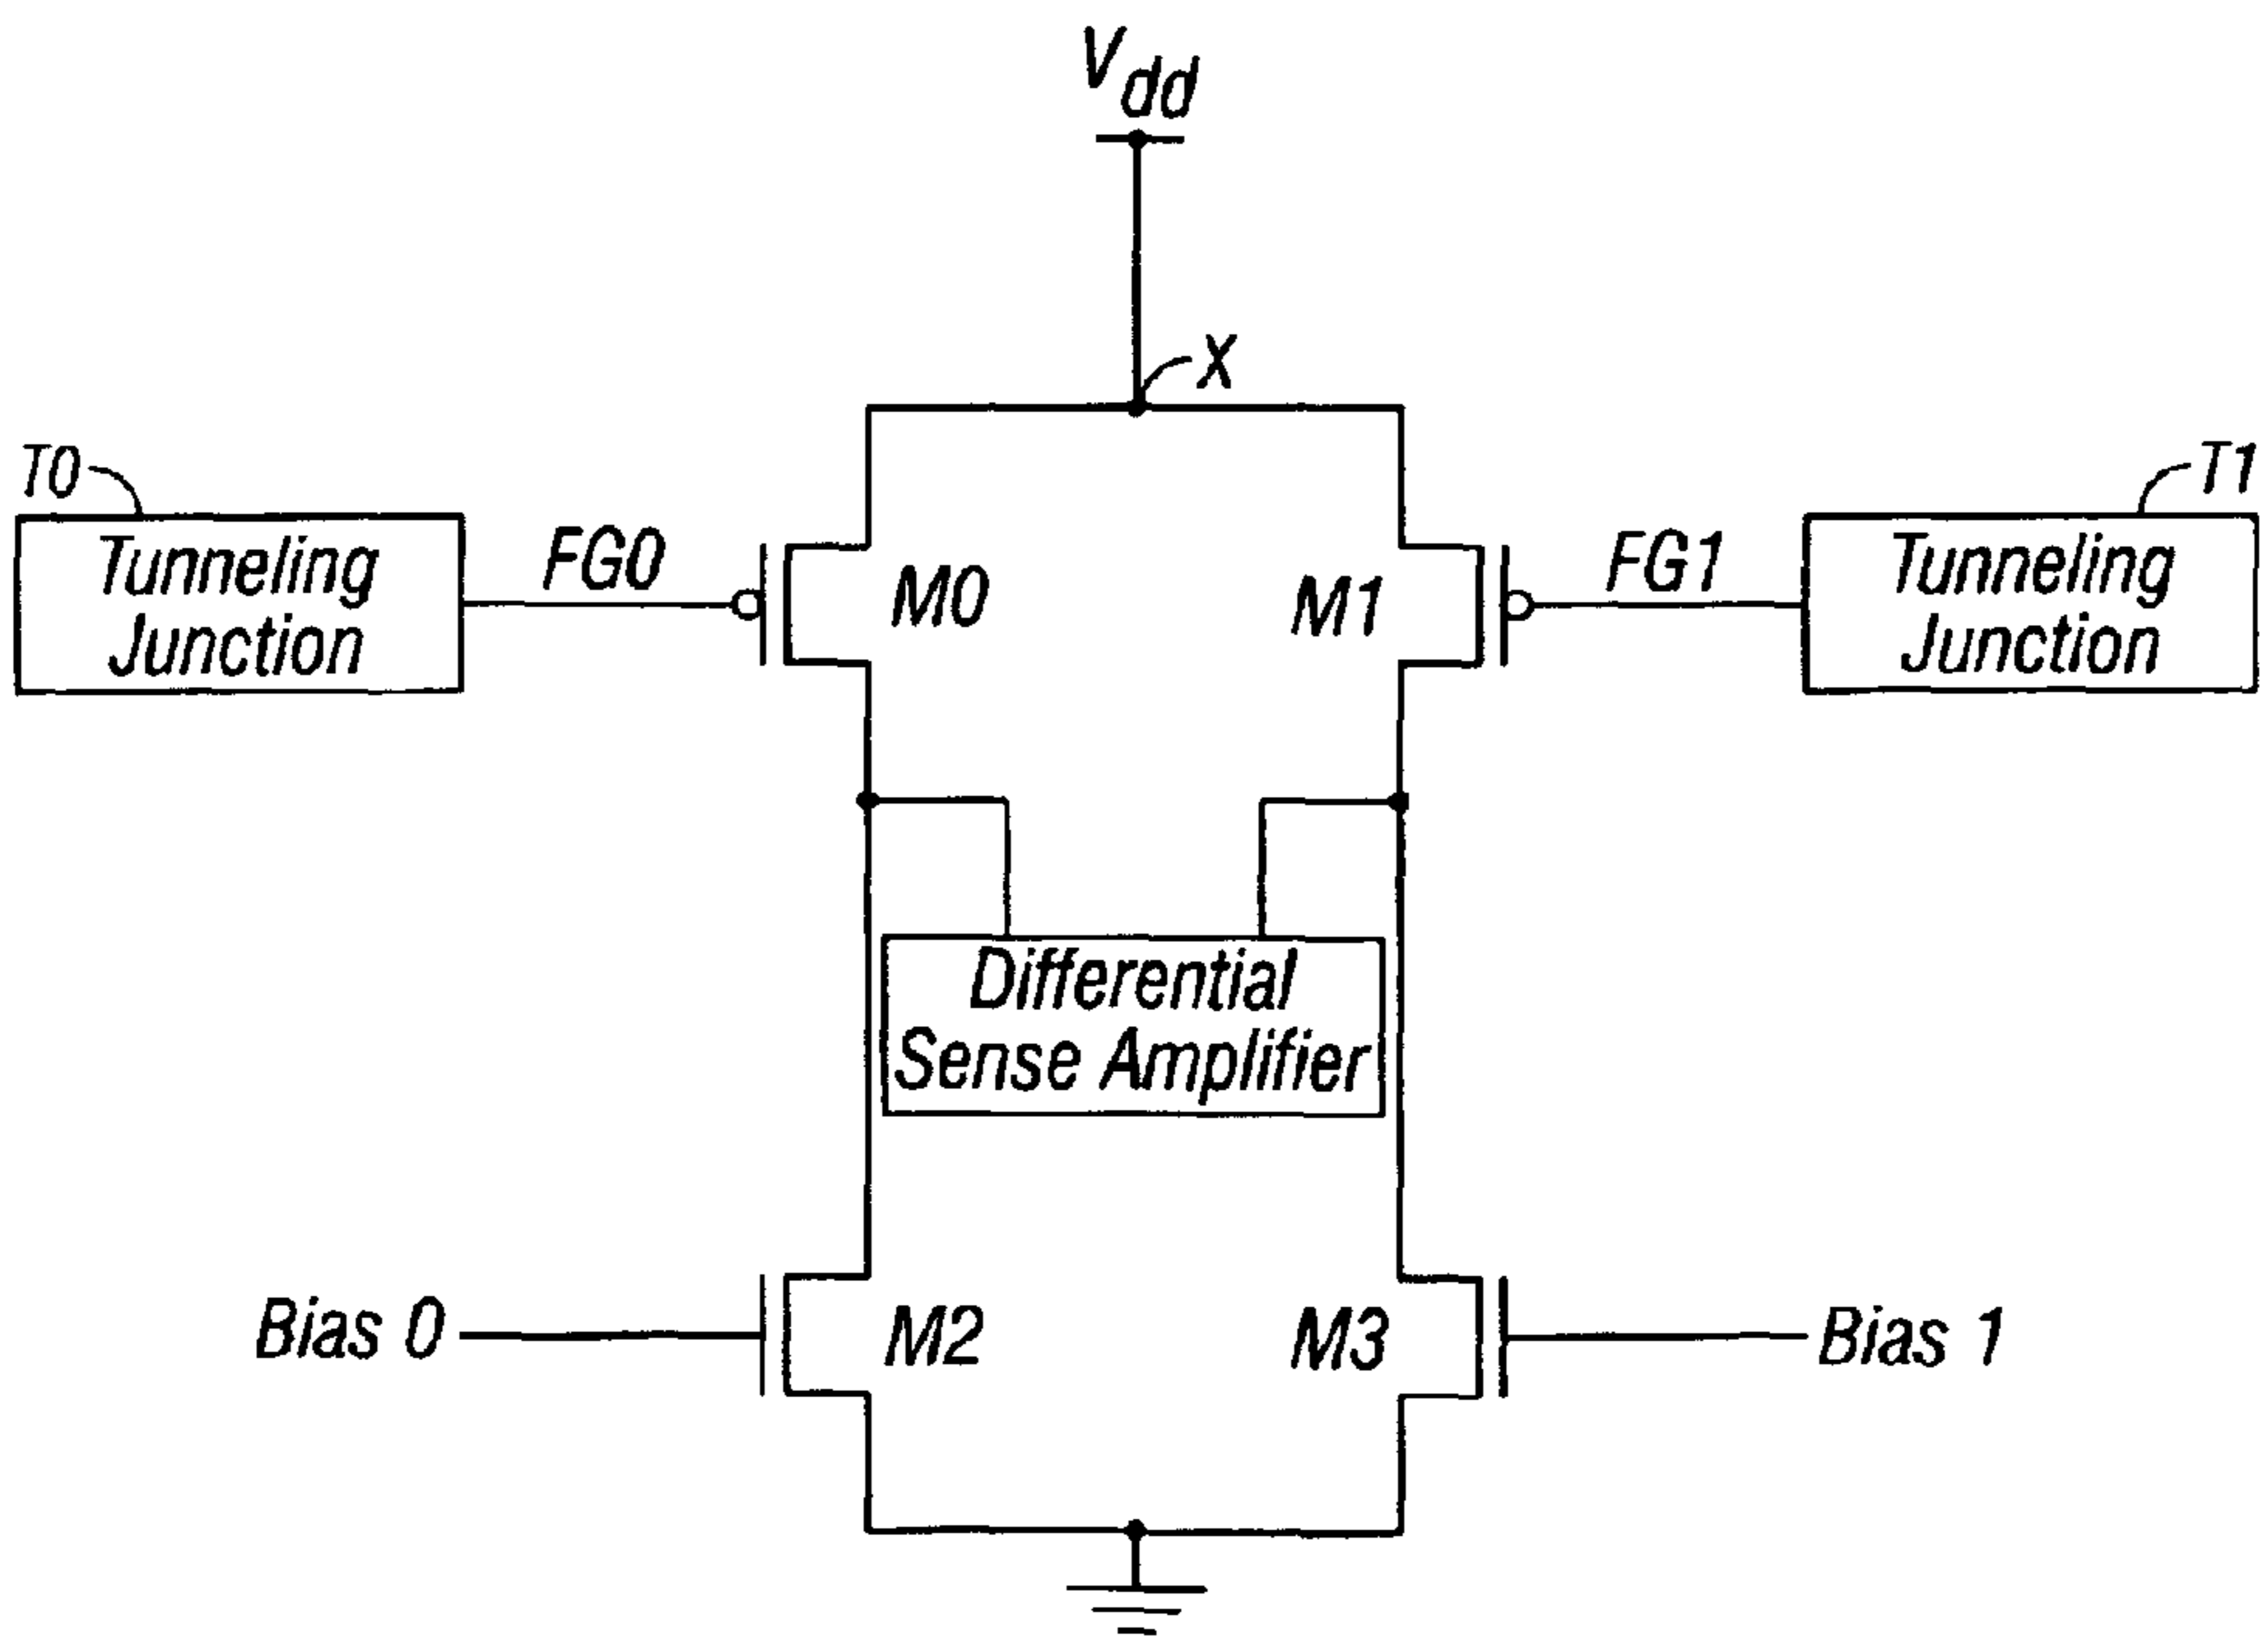 Vdd
X
T0
T1
Tunneling
Junction
FG0
M0
M1
FG1
Tunneling
Junction
Differential
Sense Amplifier
Bias 0
M2
M3
Bias 1